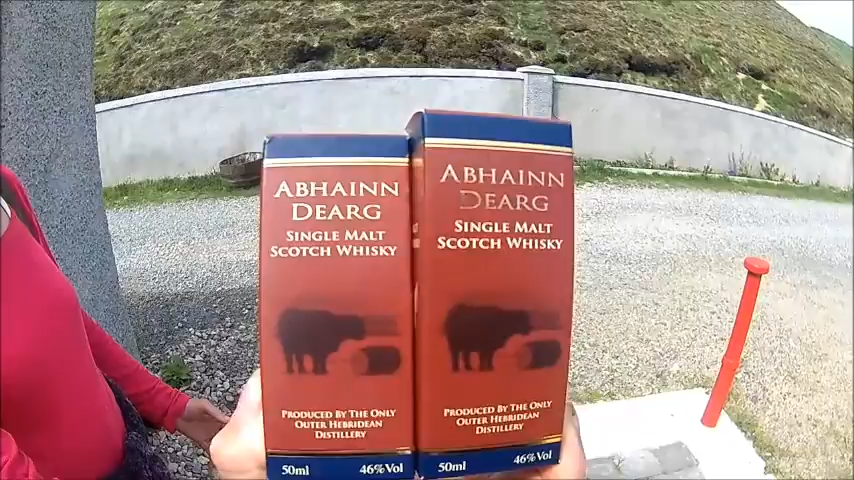 ABHAINN
DEARG
SINGLE MALT
SCOTCH WHISKY
PRODUCED BY THE ONLY
OUTER HEBRIDEAN
DISTILLERY
50ml 46%Vol
ABHAINN
DEARG
SINGLE MALT
SCOTCH WHISKY
PRODUCED BY THE ONLY
OUTER HEBRIDEAN
DISTILLERY
50ml 46%Vol